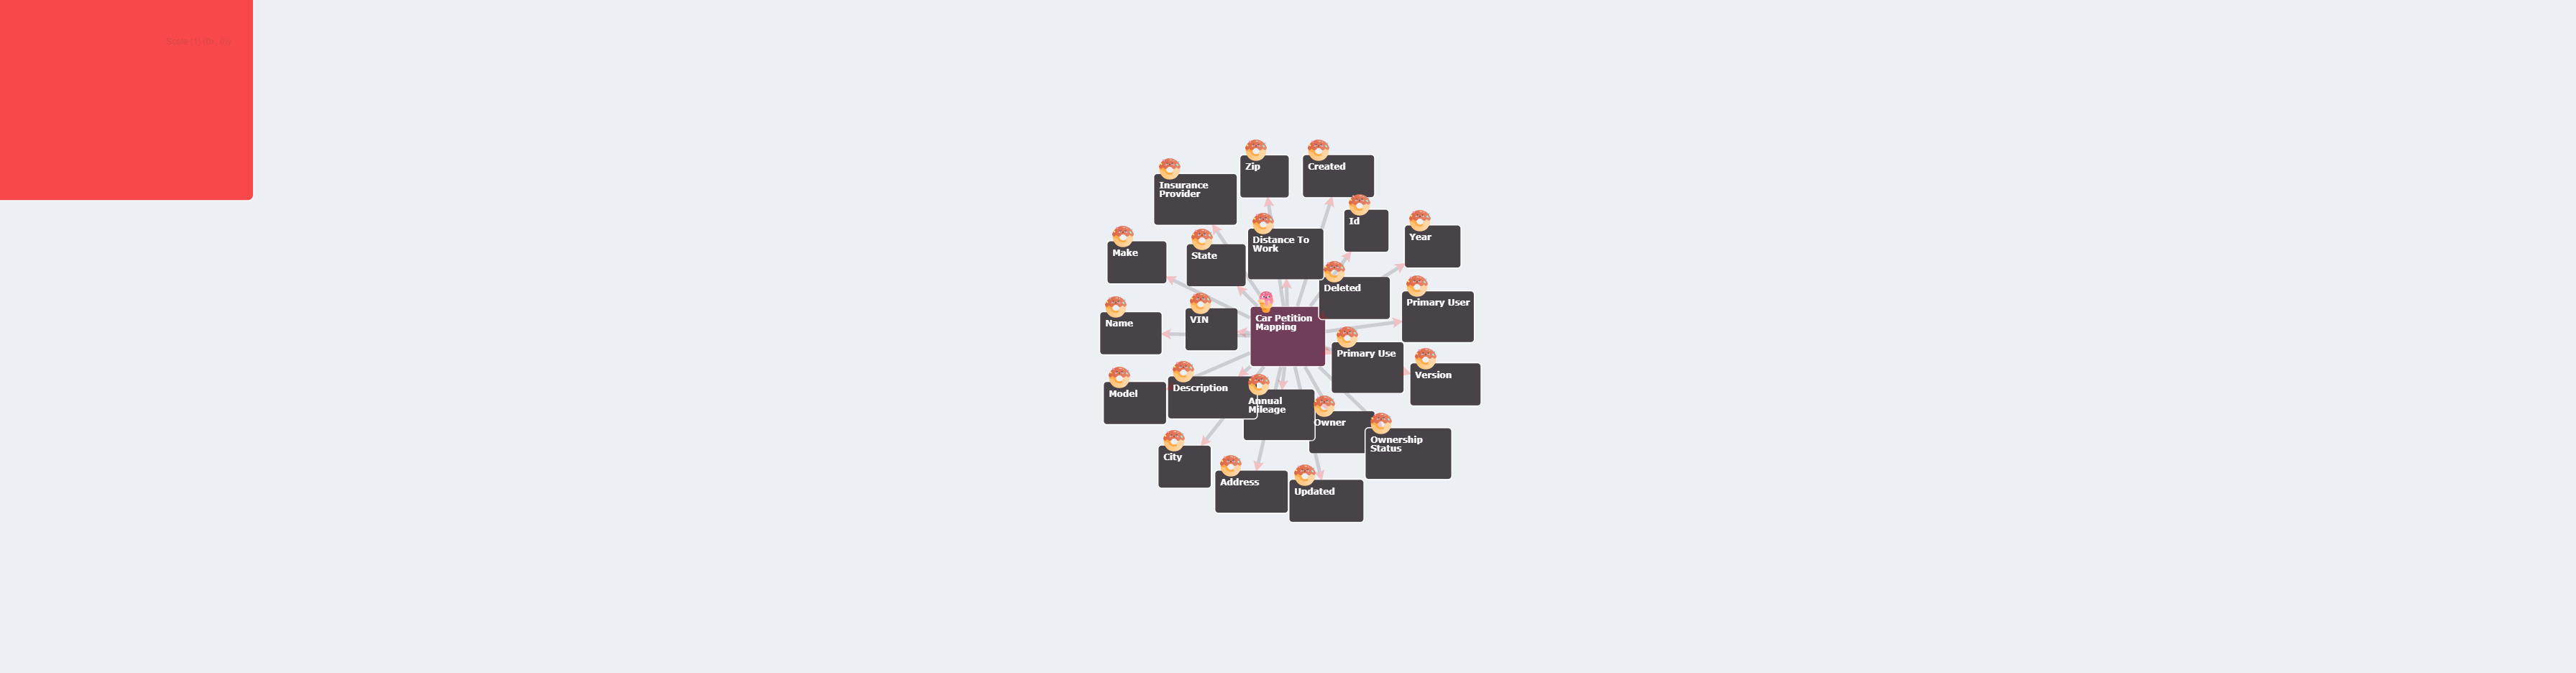 Zip
Created
Insurance
Provider
Id
Year
Distance To
Work
Make
State
Deleted
Primary User
Car Petition
Mapping
Name
VIN
Primary Use
Version
Description
Model
Annual
Mileage
Owner
Ownership
Status
City
Address
Updated